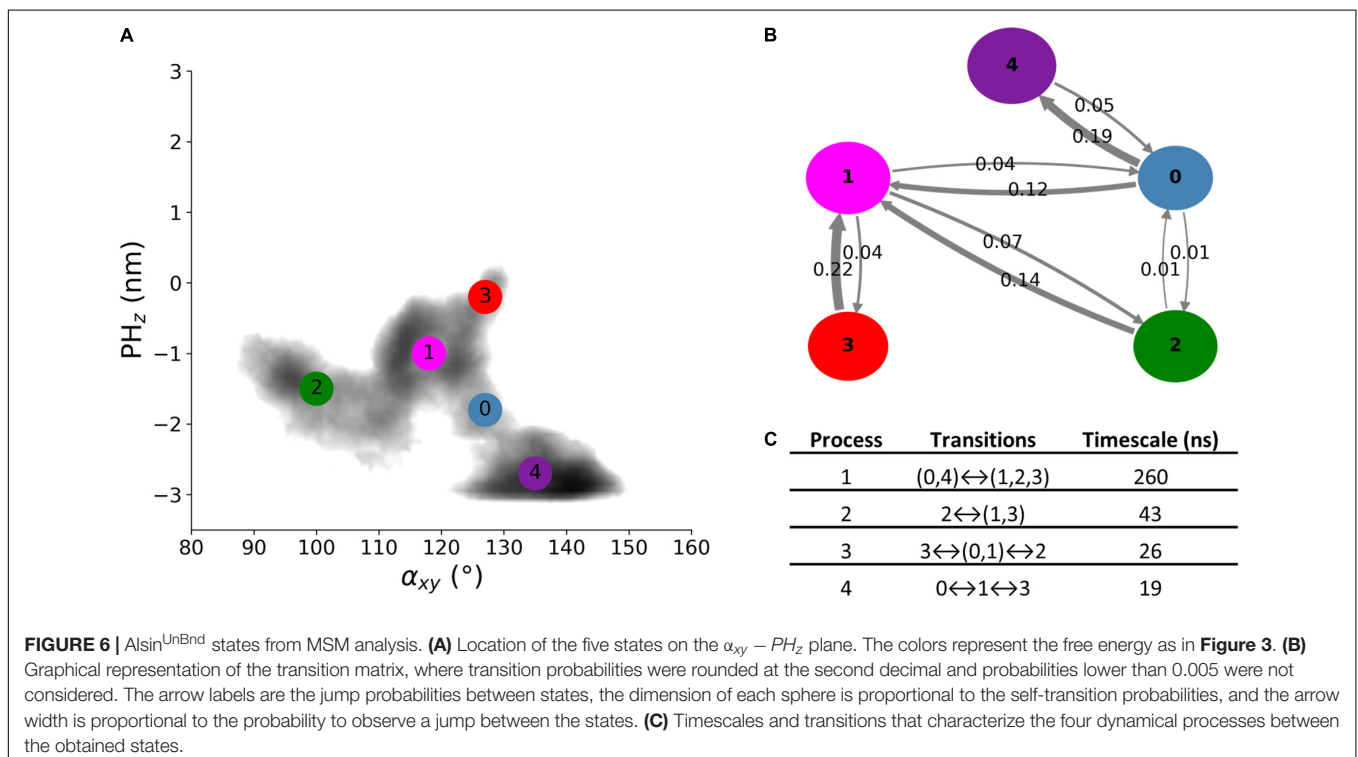 A
3
2
1
0
−1
−2
−3
PHz (nm)
80 90 100 110 120 130 140 150 160
αxy (°)
3
1
2
0
4
B
4
0.05
0.19
1
0.04
0
0.12
0.07
0.04
0.22
0.14
0.01
0.01
3
2
C
Process Transitions Timescale (ns)
1 (0,4)↔(1,2,3) 260
2 2↔(1,3) 43
3 3↔(0,1)↔2 26
4 0↔1↔3 19
FIGURE 6 | Alsin^UnBnd states from MSM analysis. (A) Location of the five states on the αxy − PHz plane. The colors represent the free energy as in Figure 3. (B)
Graphical representation of the transition matrix, where transition probabilities were rounded at the second decimal and probabilities lower than 0.005 were not
considered. The arrow labels are the jump probabilities between states, the dimension of each sphere is proportional to the self-transition probabilities, and the arrow
width is proportional to the probability to observe a jump between the states. (C) Timescales and transitions that characterize the four dynamical processes between
the obtained states.